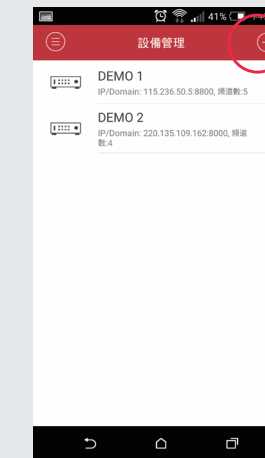 41%
設備管理
DEMO 1
IP/Domain: 115.236.50.5:8800, 頻道數:5
DEMO 2
IP/Domain: 220.135.109.162:8000, 頻道
數:4